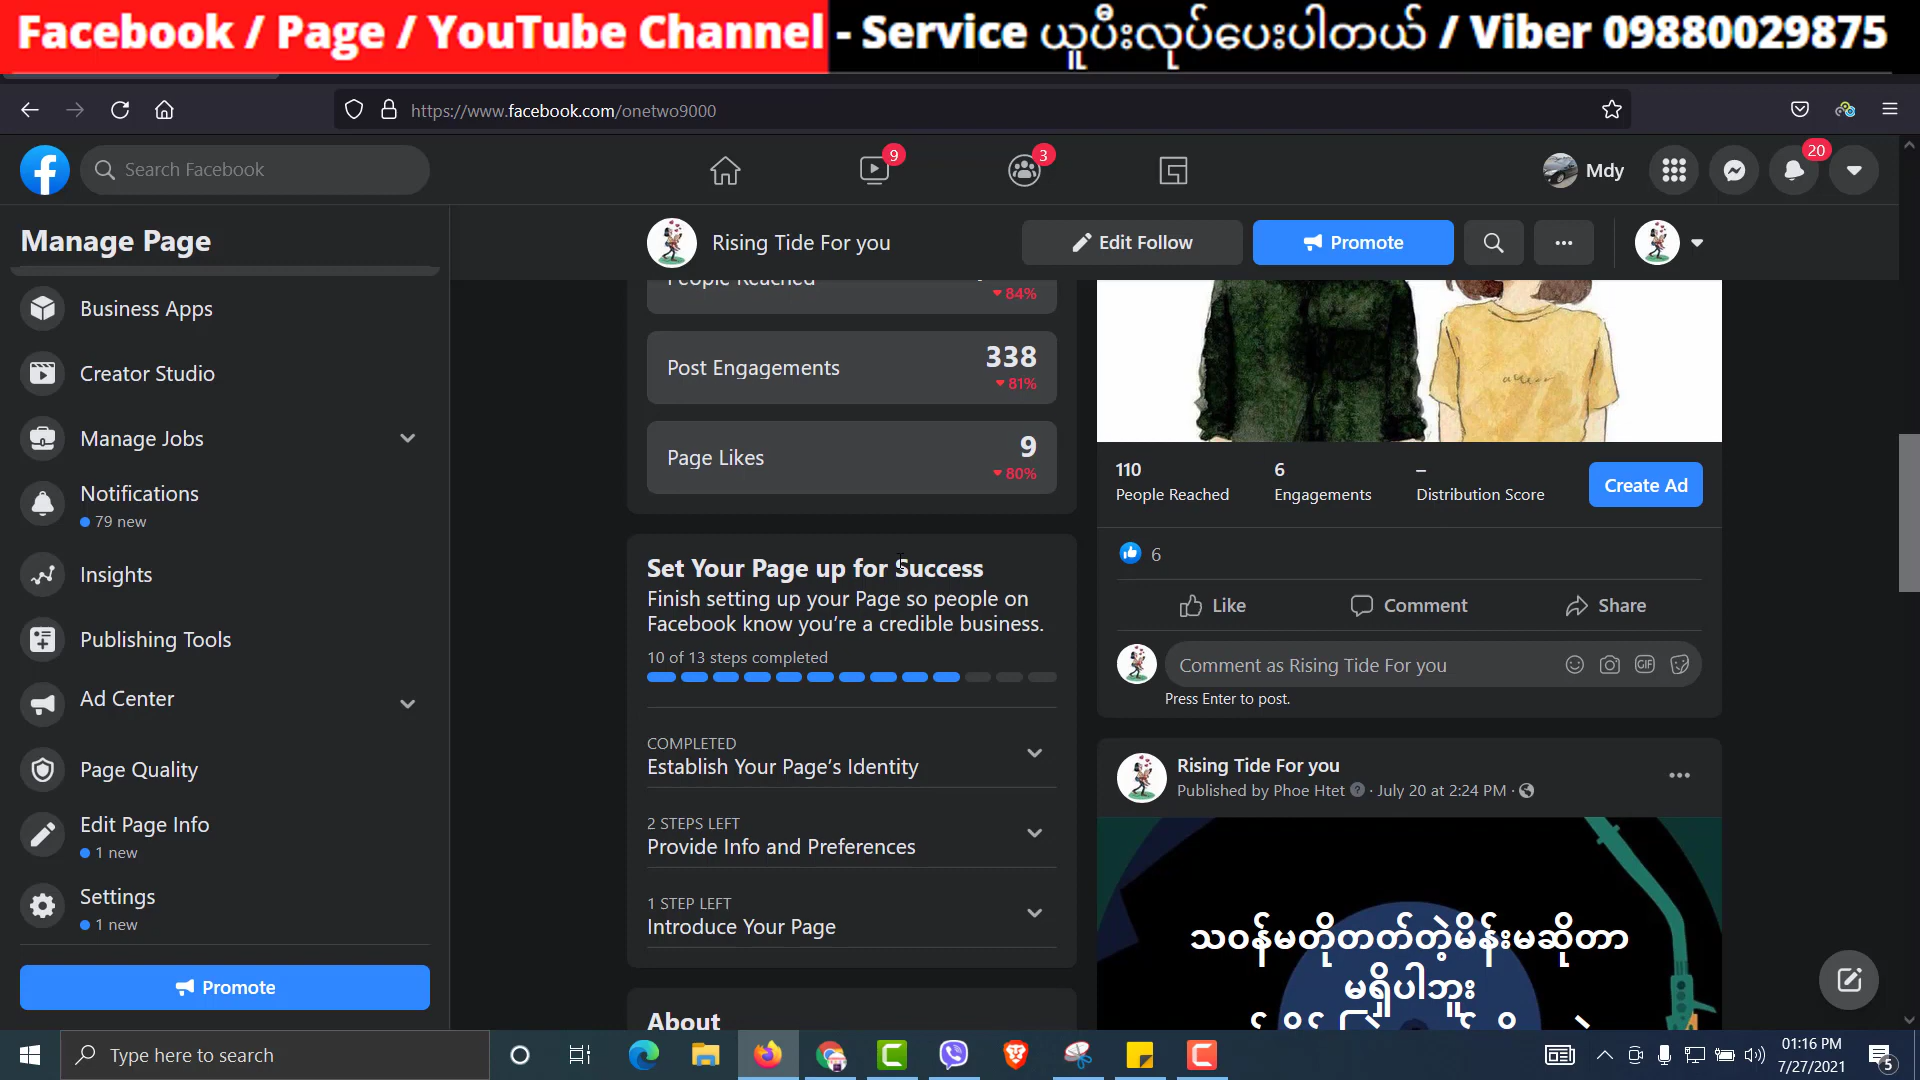 Facebook / Page / YouTube Channel - Service ယူပီးလုပ်ပေးပါတယ် / Viber 09880029875
https://www.facebook.com/onetwo9000
Search Facebook
9
3
Mdy
20
Manage Page
Rising Tide For you
Edit Follow
Promote
Business Apps
Creator Studio
Manage Jobs
Notifications
79 new
Insights
Publishing Tools
Ad Center
Page Quality
Edit Page Info
1 new
Settings
1 new
Promote
People Reached
84%
Post Engagements
338
81%
Page Likes
9
80%
Set Your Page up for Success
Finish setting up your Page so people on
Facebook know you're a credible business.
10 of 13 steps completed
COMPLETED
Establish Your Page's Identity
2 STEPS LEFT
Provide Info and Preferences
1 STEP LEFT
Introduce Your Page
About
110
People Reached
6
Engagements
–
Distribution Score
Create Ad
6
Like
Comment
Share
Comment as Rising Tide For you
GIF
Press Enter to post.
Rising Tide For you
Published by Phoe Htet · July 20 at 2:24 PM ·
သဝန်မတိုတတ်တဲ့မိန်းမဆိုတာ
မရှိပါဘူး
Type here to search
01:16 PM
7/27/2021
5